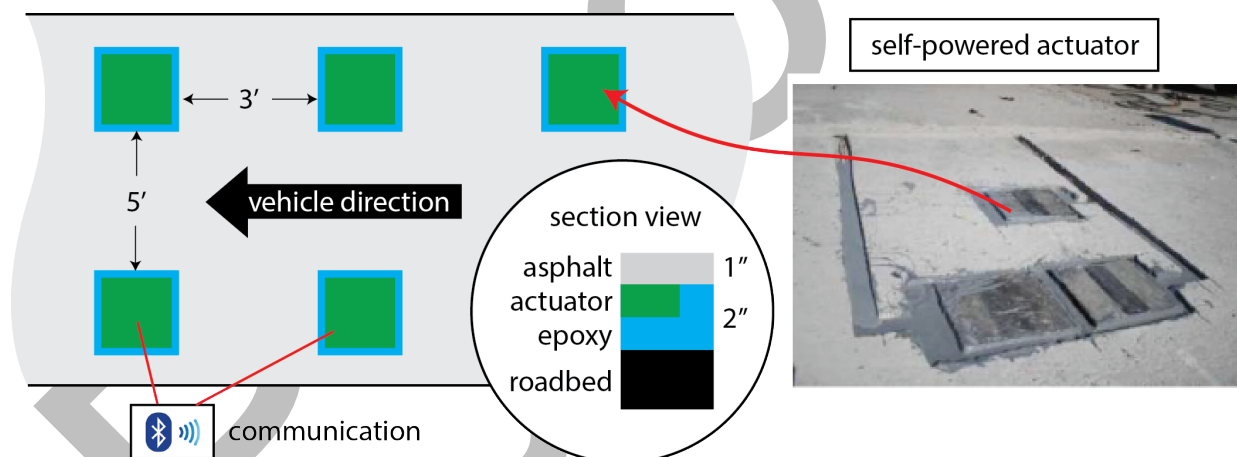 self-powered actuator
3’
5’
vehicle direction
section view
asphalt 1”
actuator
2”
epoxy
roadbed
communication